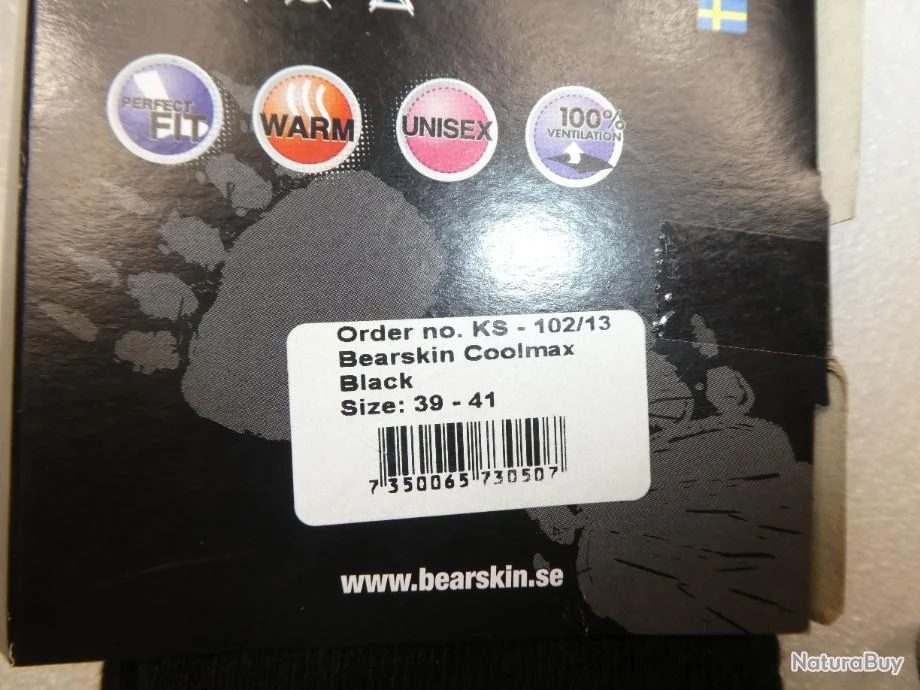 PERFECT
FIT
WARM
UNISEX
100%
VENTILATION
Order no. KS - 102/13
Bearskin Coolmax
Black
Size: 39 - 41
7 350065 730507
www.bearskin.se
NaturaBuy